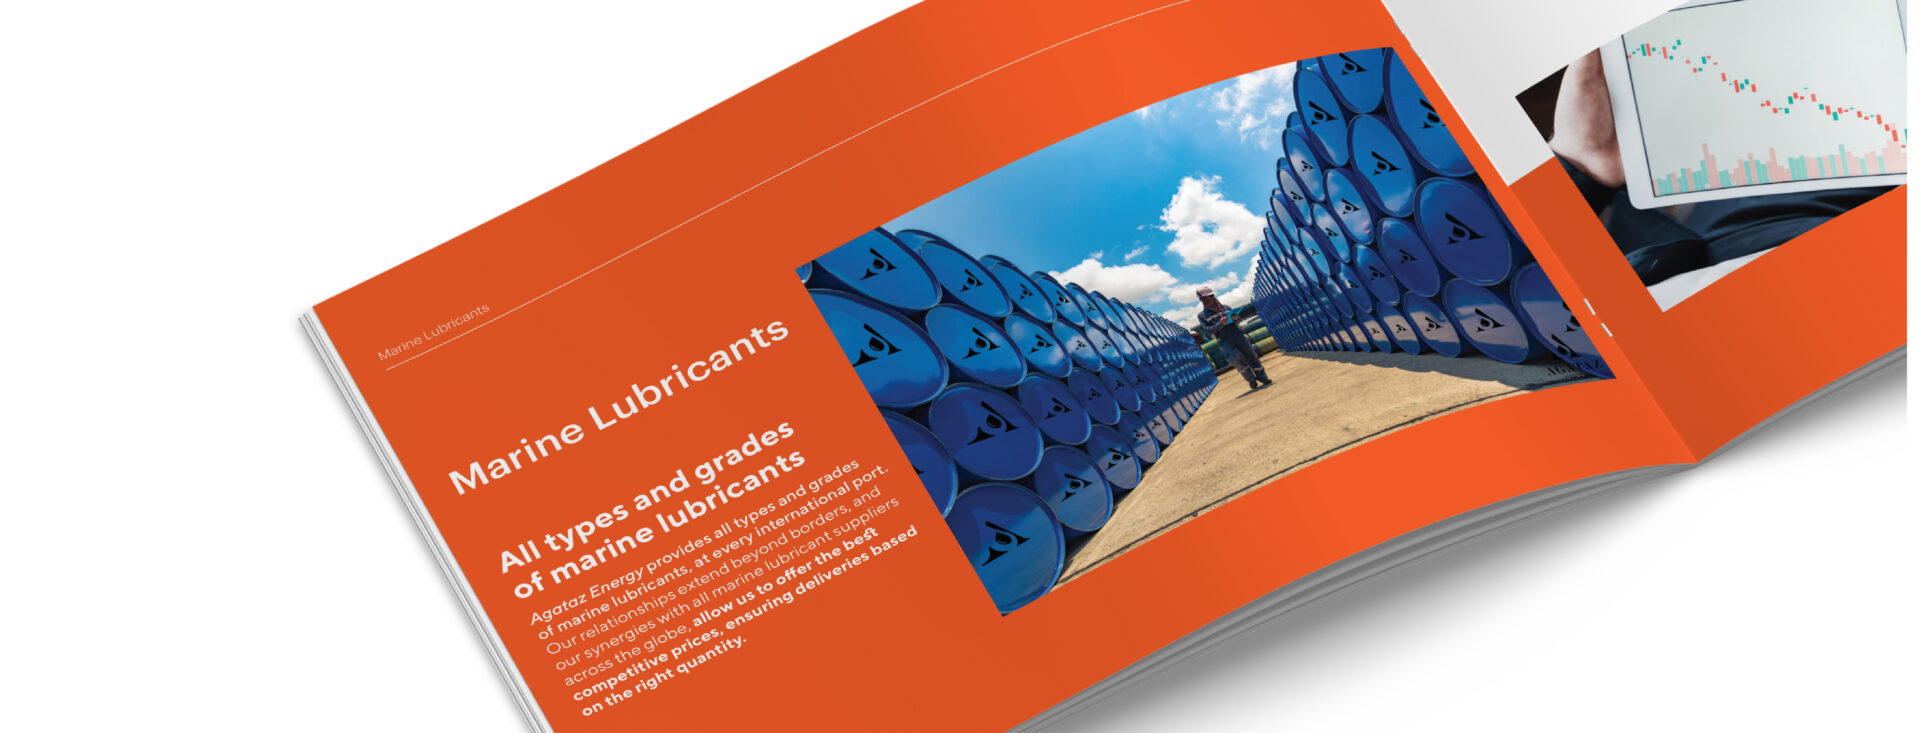 Marine Lubricants
Marine Lubricants
All types and grades
of marine lubricants
Agataz Energy provides all types and grades
of marine lubricants, at every international port.
Our relationships extend beyond borders, and
our synergies with all marine lubricant suppliers
across the globe, allow us to offer the best
competitive prices, ensuring deliveries based
on the right quantity.
AGATAZ